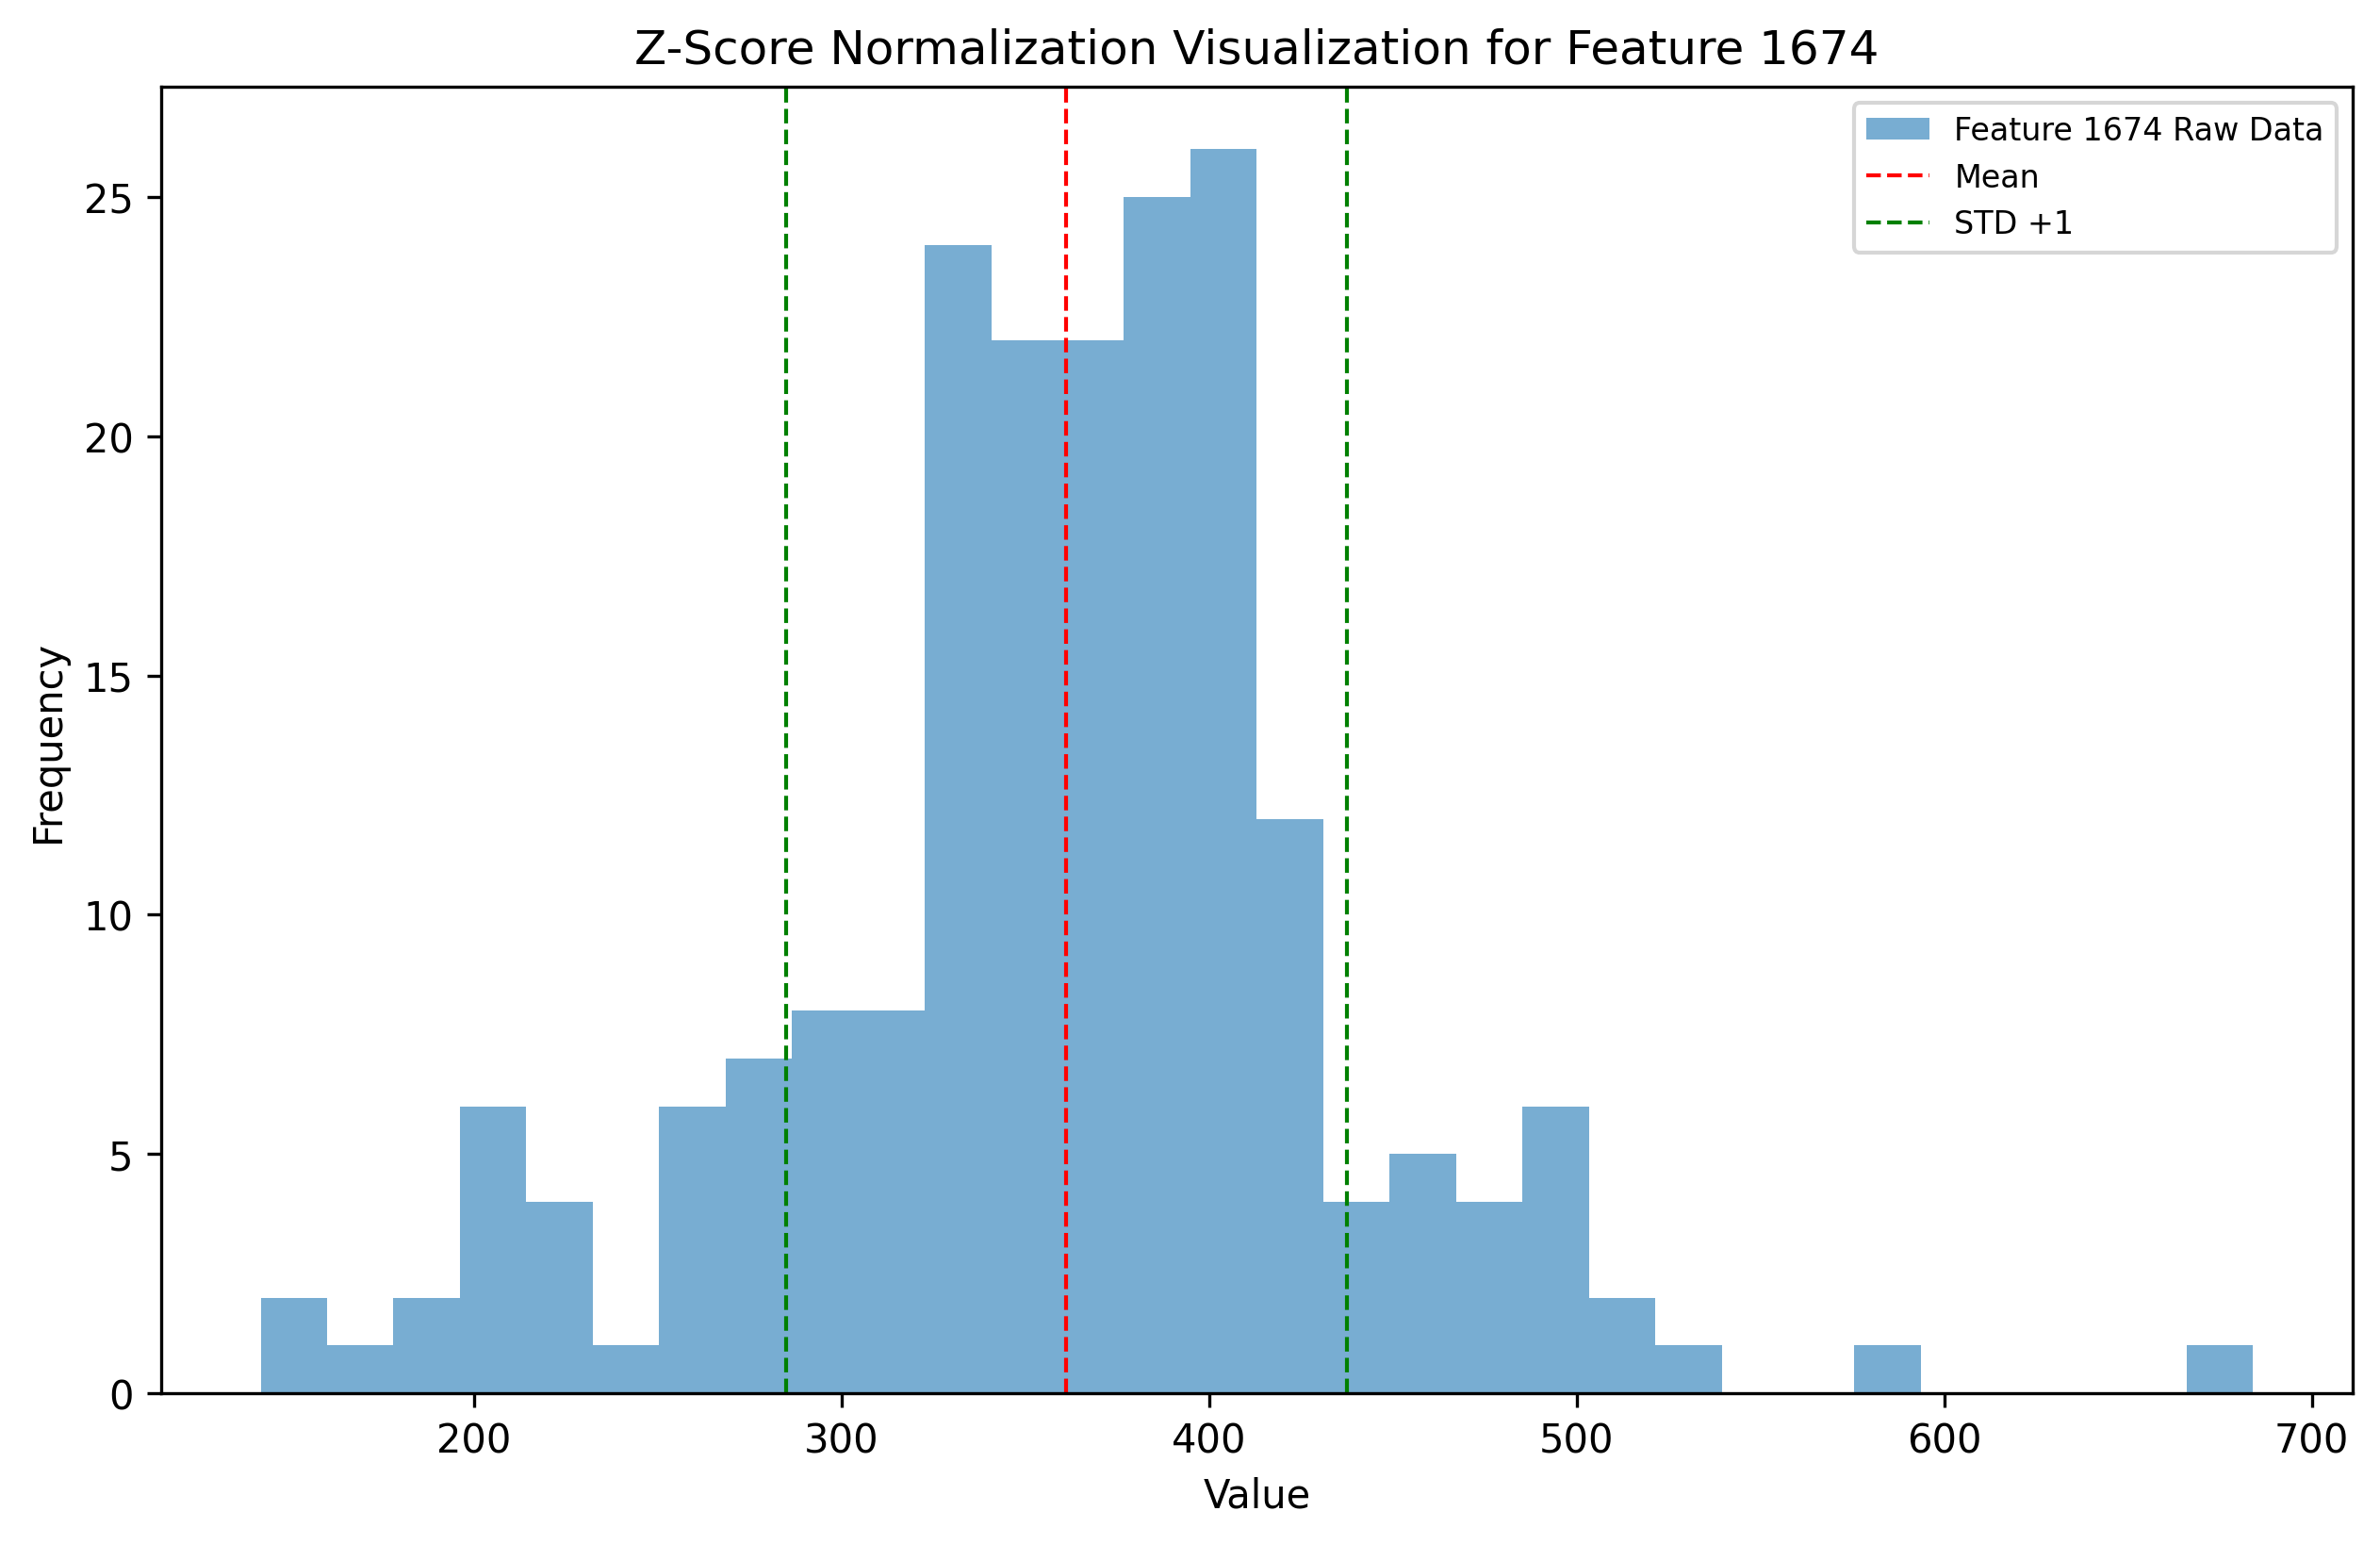 Z-Score Normalization Visualization for Feature 1674
Feature 1674 Raw Data
Mean
STD +1
25
20
15
10
5
0
Frequency
200 300 400 500 600 700
Value